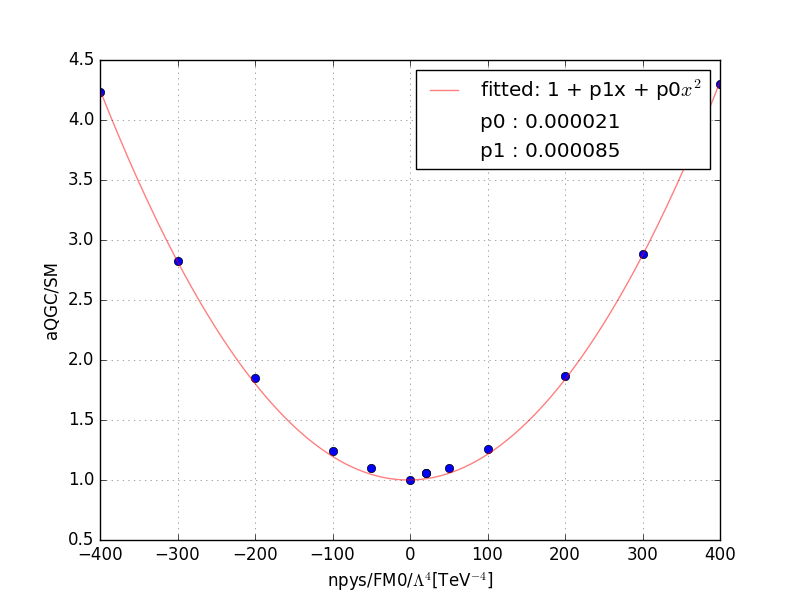 4.5
4.0
3.5
3.0
2.5
2.0
1.5
1.0
0.5
aQGC/SM
fitted: 1 + p1x + p0x²
p0 : 0.000021
p1 : 0.000085
−400 −300 −200 −100 0 100 200 300 400
npys/FM0/Λ⁴[TeV⁻⁴]